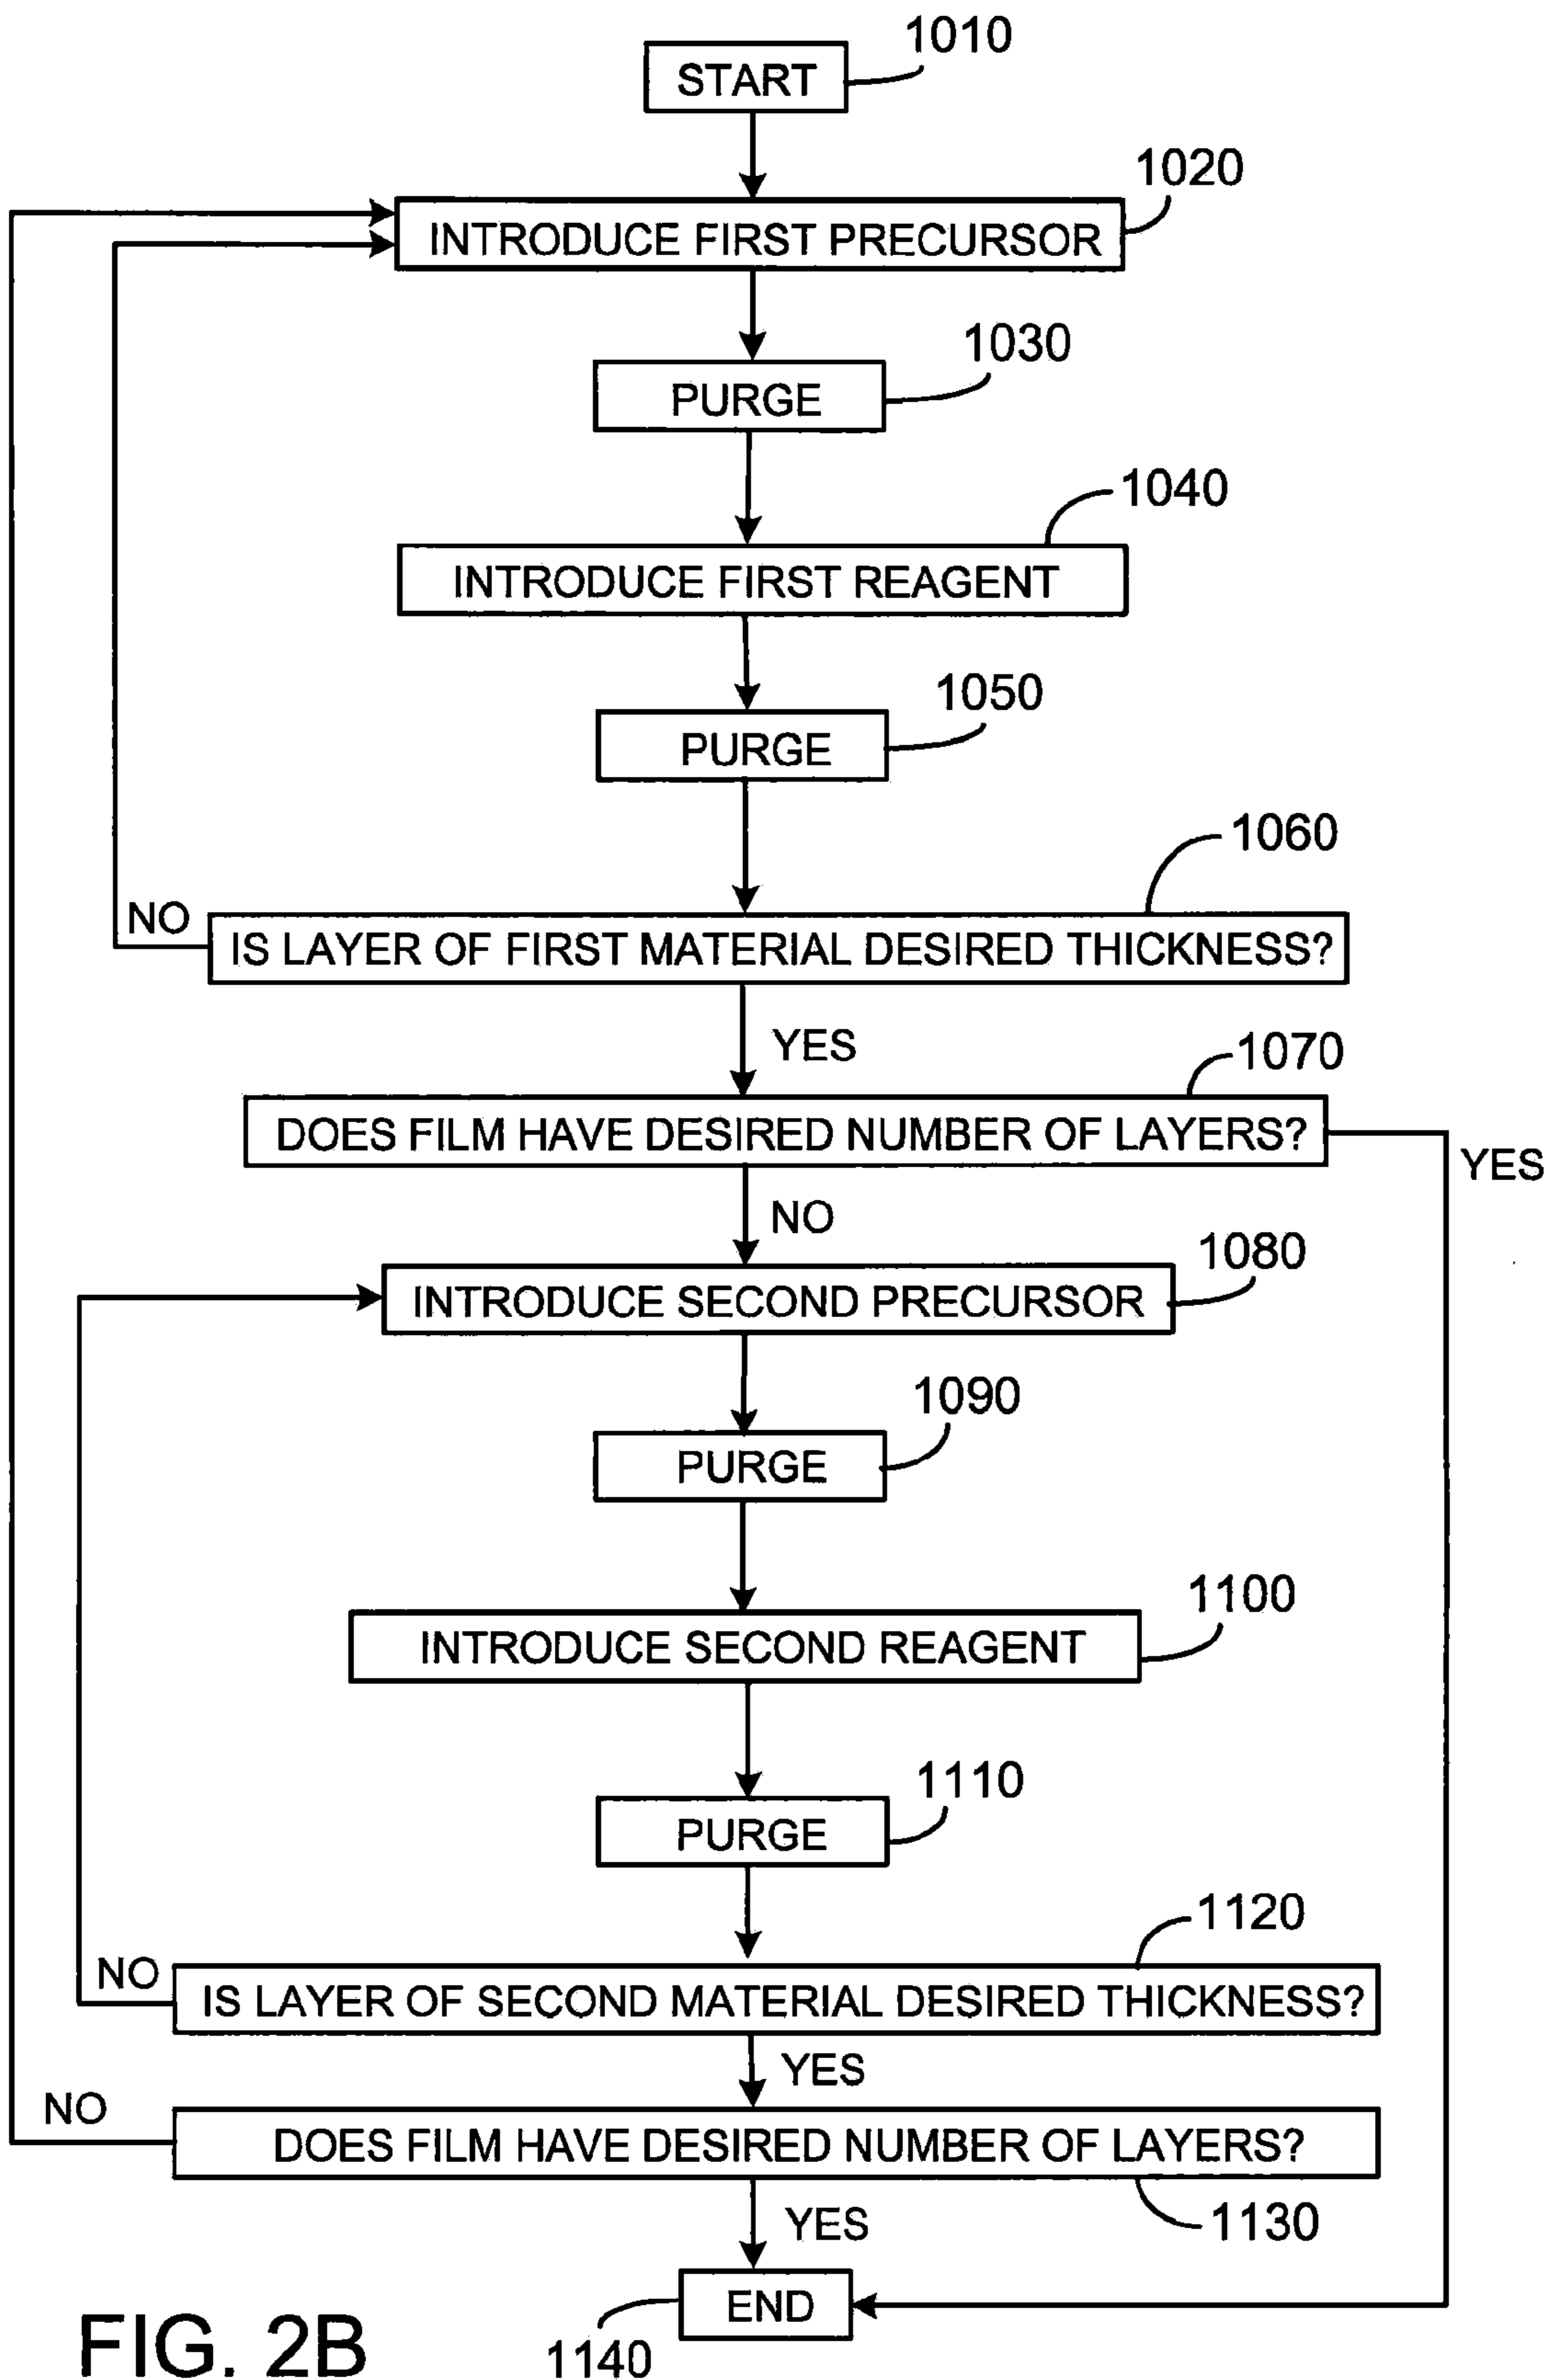 1010
START
1020
INTRODUCE FIRST PRECURSOR
1030
PURGE
1040
INTRODUCE FIRST REAGENT
1050
PURGE
1060
NO
IS LAYER OF FIRST MATERIAL DESIRED THICKNESS?
YES
1070
DOES FILM HAVE DESIRED NUMBER OF LAYERS?
YES
NO
1080
INTRODUCE SECOND PRECURSOR
1090
PURGE
1100
INTRODUCE SECOND REAGENT
1110
PURGE
1120
NO
IS LAYER OF SECOND MATERIAL DESIRED THICKNESS?
YES
NO
DOES FILM HAVE DESIRED NUMBER OF LAYERS?
1130
YES
END
1140
FIG. 2B